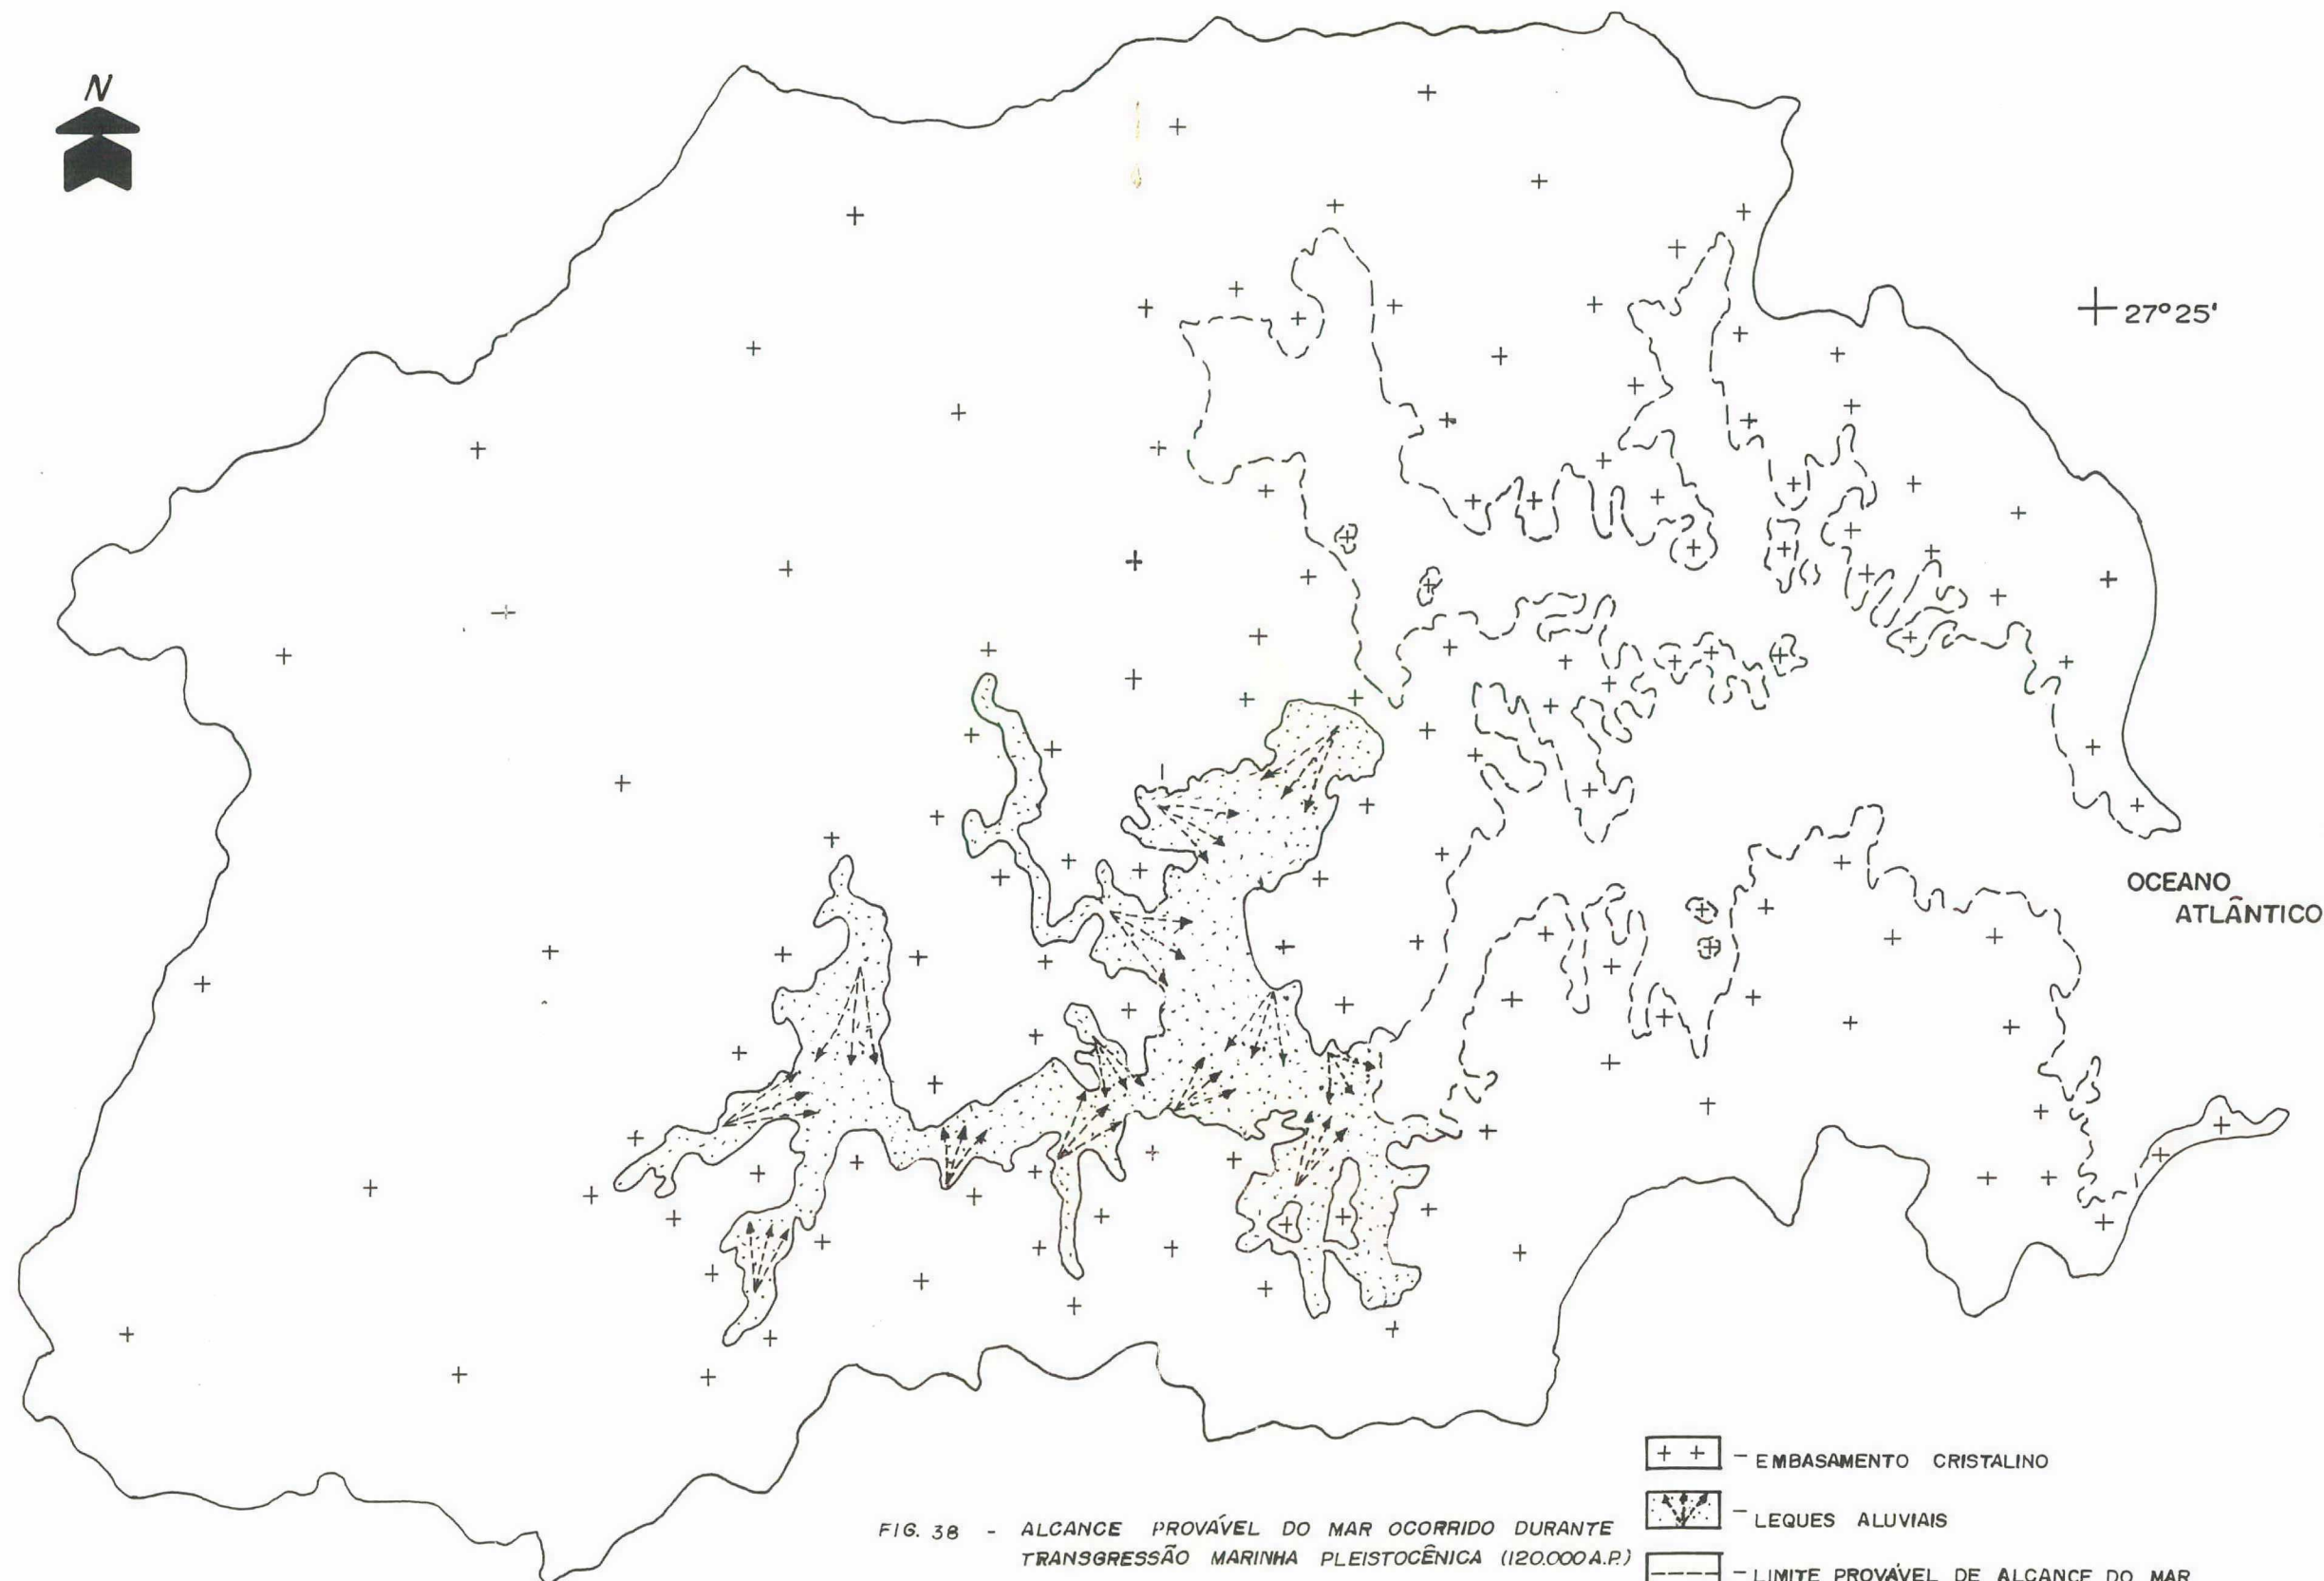 N
27°25'
OCEANO
ATLÂNTICO
EMBASAMENTO CRISTALINO
LEQUES ALUVIAIS
LIMITE PROVÁVEL DE ALCANCE DO MAR
FIG. 38 - ALCANCE PROVÁVEL DO MAR OCORRIDO DURANTE
TRANSGRESSÃO MARINHA PLEISTOCÊNICA (120.000 A.P.)